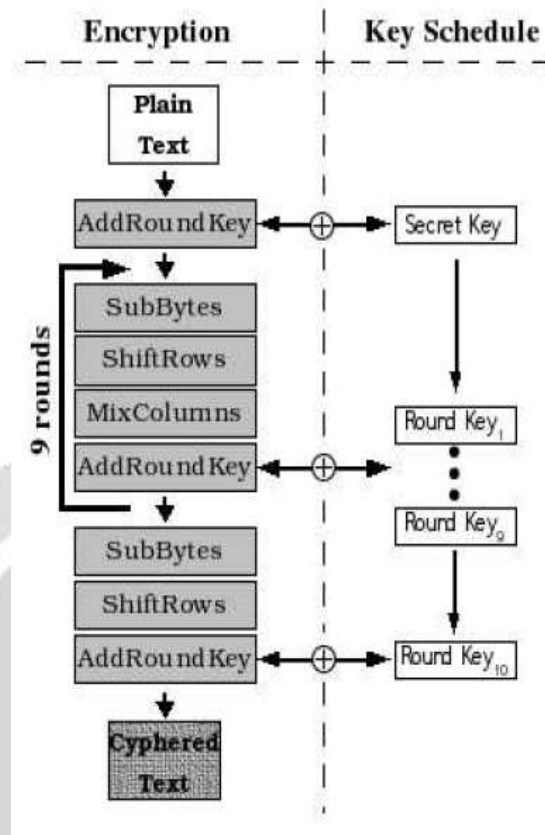 Encryption
Key Schedule
Plain
Text
AddRoundKey
Secret Key
SubBytes
ShiftRows
MixColumns
AddRoundKey
9 rounds
Round Key₁
Round Key₉
SubBytes
ShiftRows
AddRoundKey
Round Key₁₀
Cyphered
Text